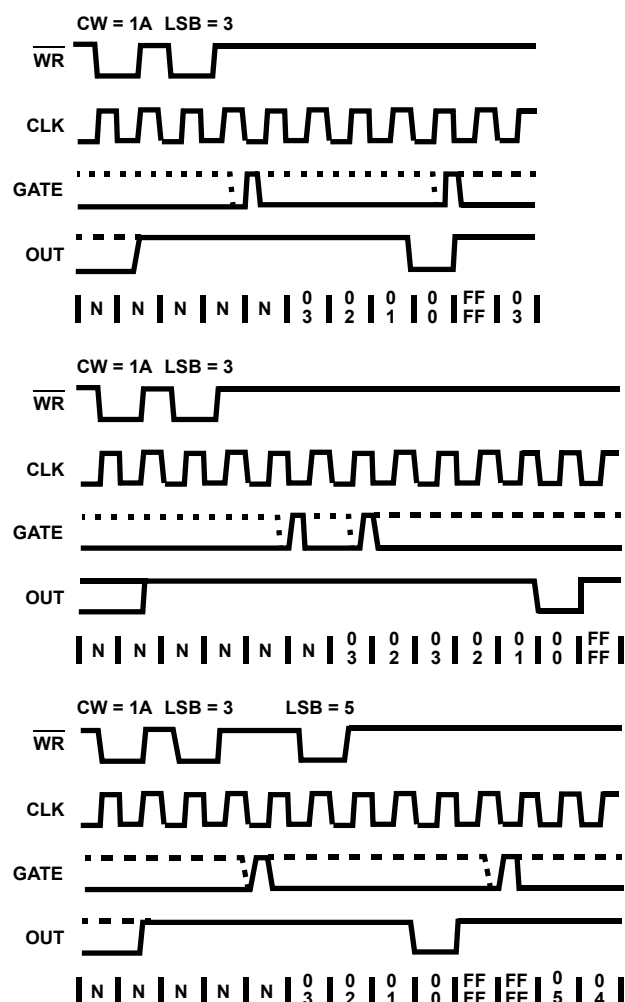 CW = 1A LSB = 3
WR
CLK
GATE
OUT
N N N N N 0 3 0 2 0 1 0 0 FF FF 0 3
CW = 1A LSB = 3
WR
CLK
GATE
OUT
N N N N N N 0 3 0 2 0 3 0 2 0 1 0 0 FF FF
CW = 1A LSB = 3 LSB = 5
WR
CLK
GATE
OUT
N N N N N 0 3 0 2 0 1 0 0 FF FF FF FF 0 5 0 4